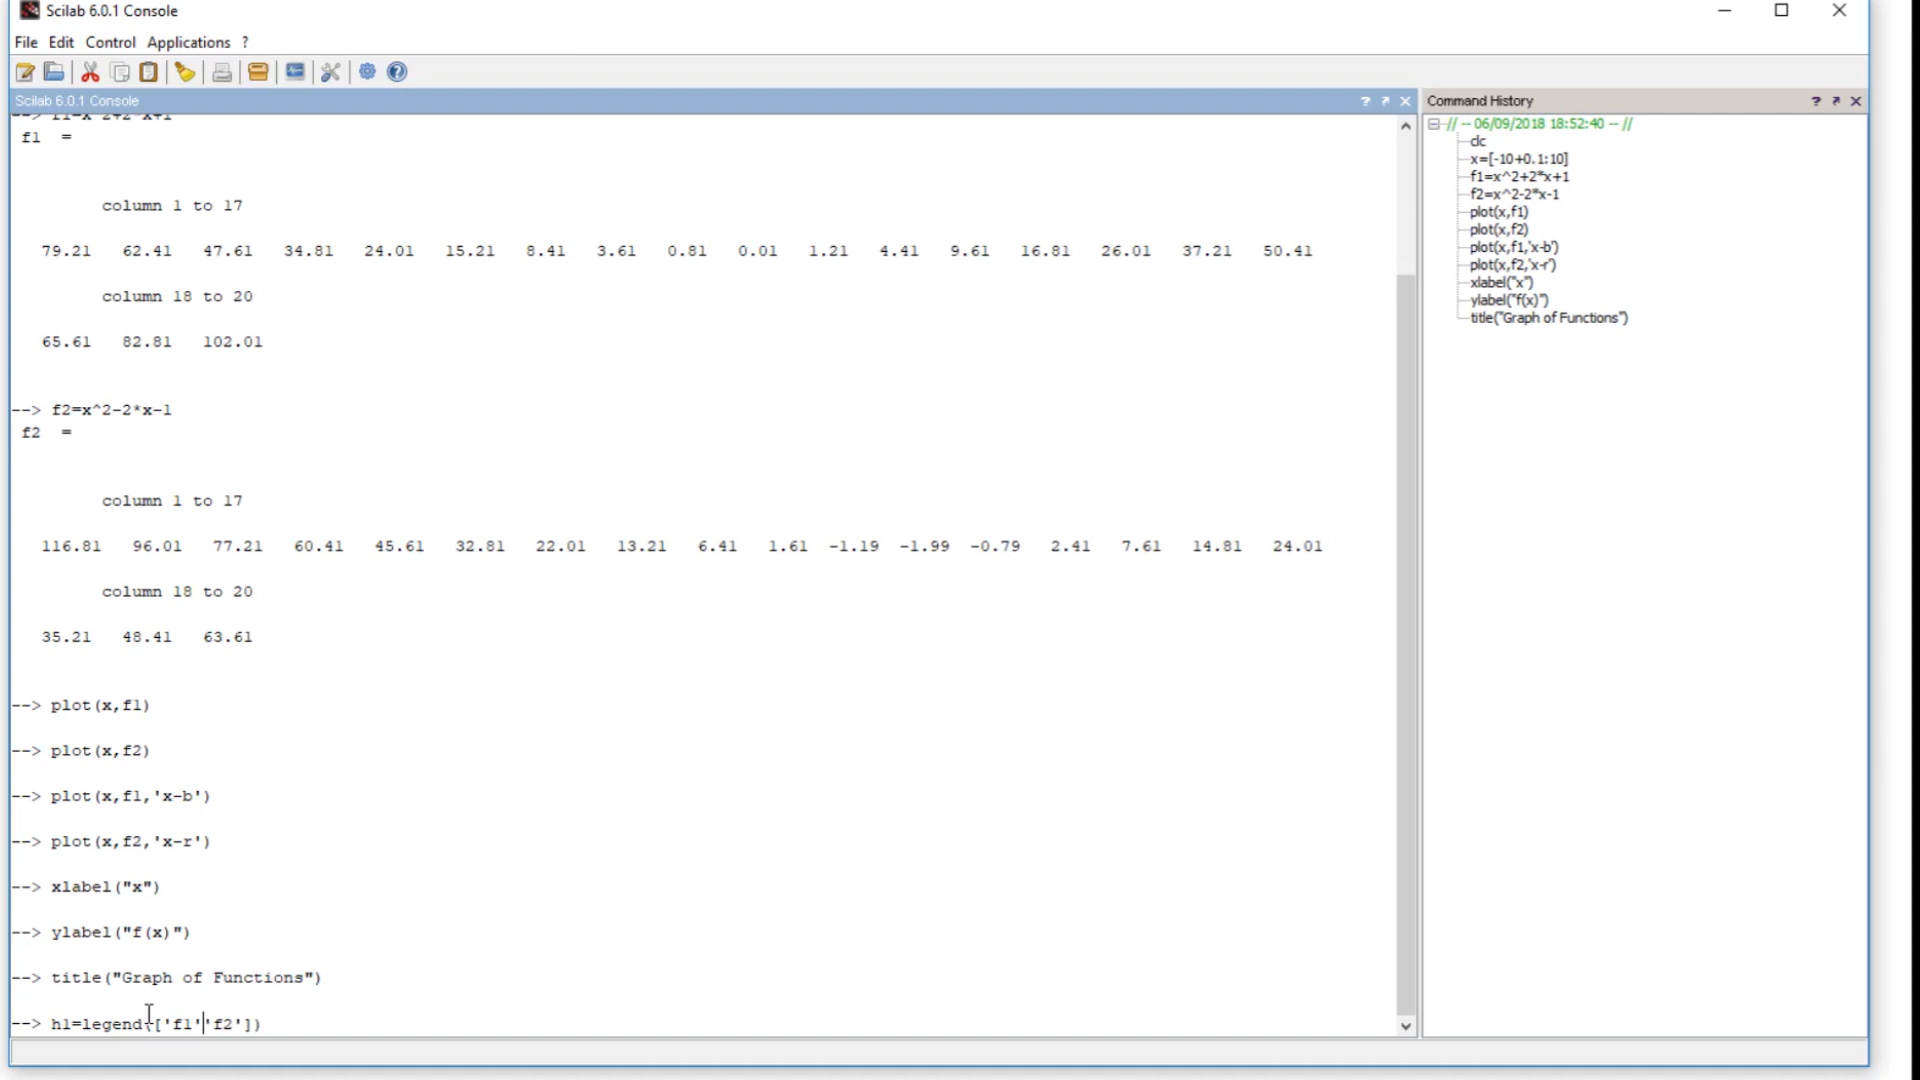 Scilab 6.0.1 Console
File Edit Control Applications ?
Scilab 6.0.1 Console
--> f1=x^2+2*x+1
f1 =
column 1 to 17
79.21 62.41 47.61 34.81 24.01 15.21 8.41 3.61 0.81 0.01 1.21 4.41 9.61 16.81 26.01 37.21 50.41
column 18 to 20
65.61 82.81 102.01
--> f2=x^2-2*x-1
f2 =
column 1 to 17
116.81 96.01 77.21 60.41 45.61 32.81 22.01 13.21 6.41 1.61 -1.19 -1.99 -0.79 2.41 7.61 14.81 24.01
column 18 to 20
35.21 48.41 63.61
--> plot(x,f1)
--> plot(x,f2)
--> plot(x,f1,'x-b')
--> plot(x,f2,'x-r')
--> xlabel("x")
--> ylabel("f(x)")
--> title("Graph of Functions")
--> h1=legend(['f1''f2'])
Command History
// -- 06/09/2018 18:52:40 -- //
clc
x=[-10+0.1:10]
f1=x^2+2*x+1
f2=x^2-2*x-1
plot(x,f1)
plot(x,f2)
plot(x,f1,'x-b')
plot(x,f2,'x-r')
xlabel("x")
ylabel("f(x)")
title("Graph of Functions")